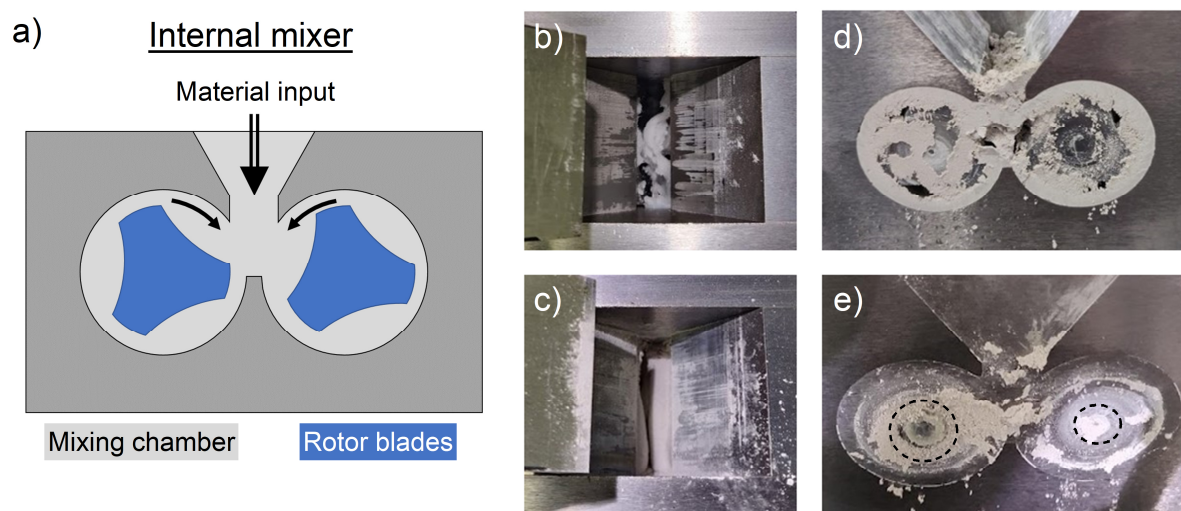 a)
Internal mixer
Material input
Mixing chamber
Rotor blades
b)
c)
d)
e)